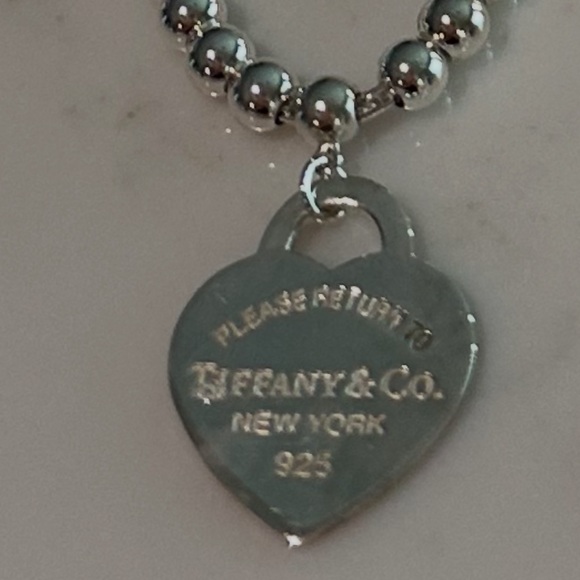 PLEASE RETURN TO
TIFFANY & CO.
NEW YORK
925